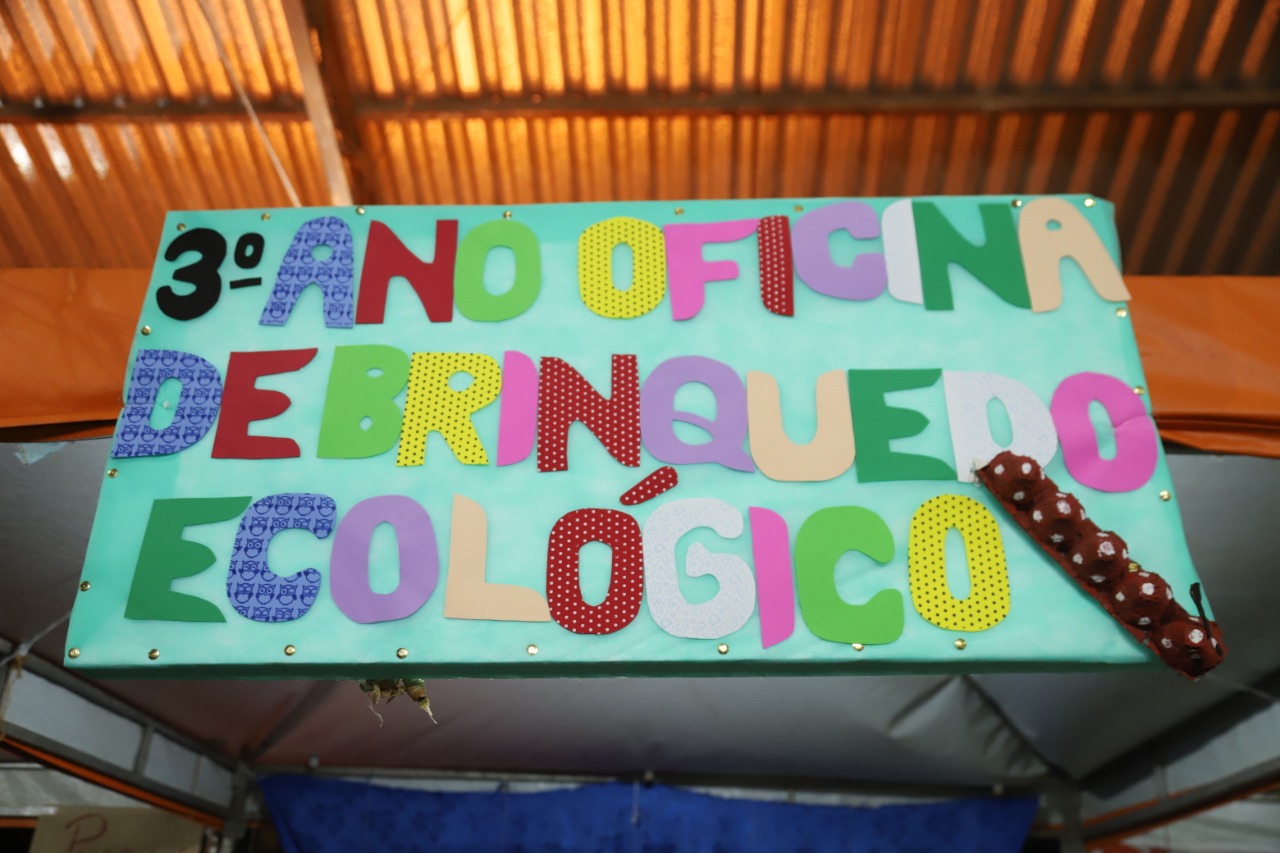 3º ANO OFICINA
DE BRINQUEDO
ECOLÓGICO